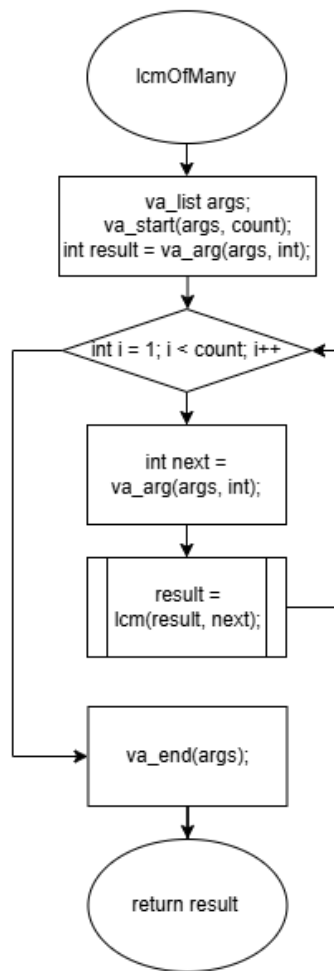 lcmOfMany
va_list args;
va_start(args, count);
int result = va_arg(args, int);
int i = 1; i < count; i++
int next =
va_arg(args, int);
result =
lcm(result, next);
va_end(args);
return result